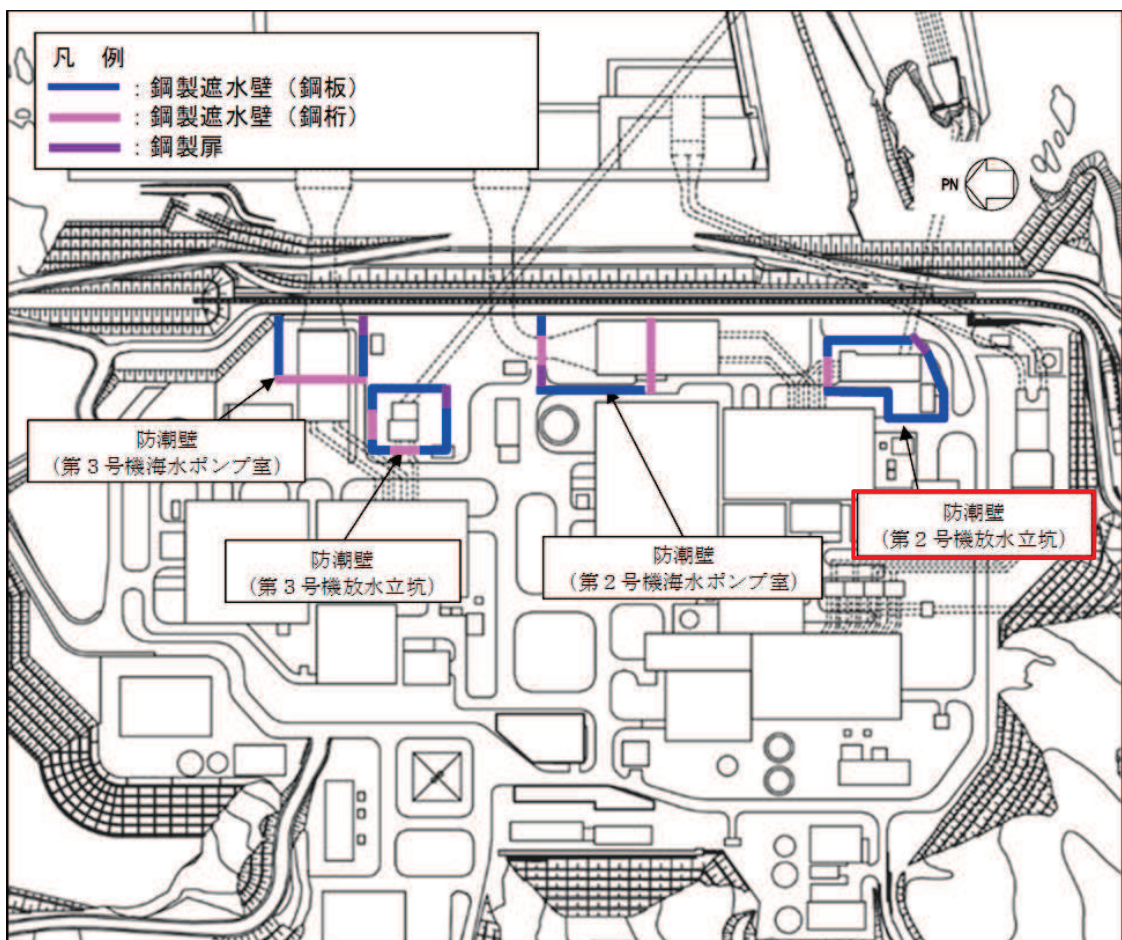 凡 例
：鋼製遮水壁（鋼板）
：鋼製遮水壁（鋼桁）
：鋼製扉
PN
防潮壁
（第３号機海水ポンプ室）
防潮壁
（第３号機放水立坑）
防潮壁
（第２号機海水ポンプ室）
防潮壁
（第２号機放水立坑）